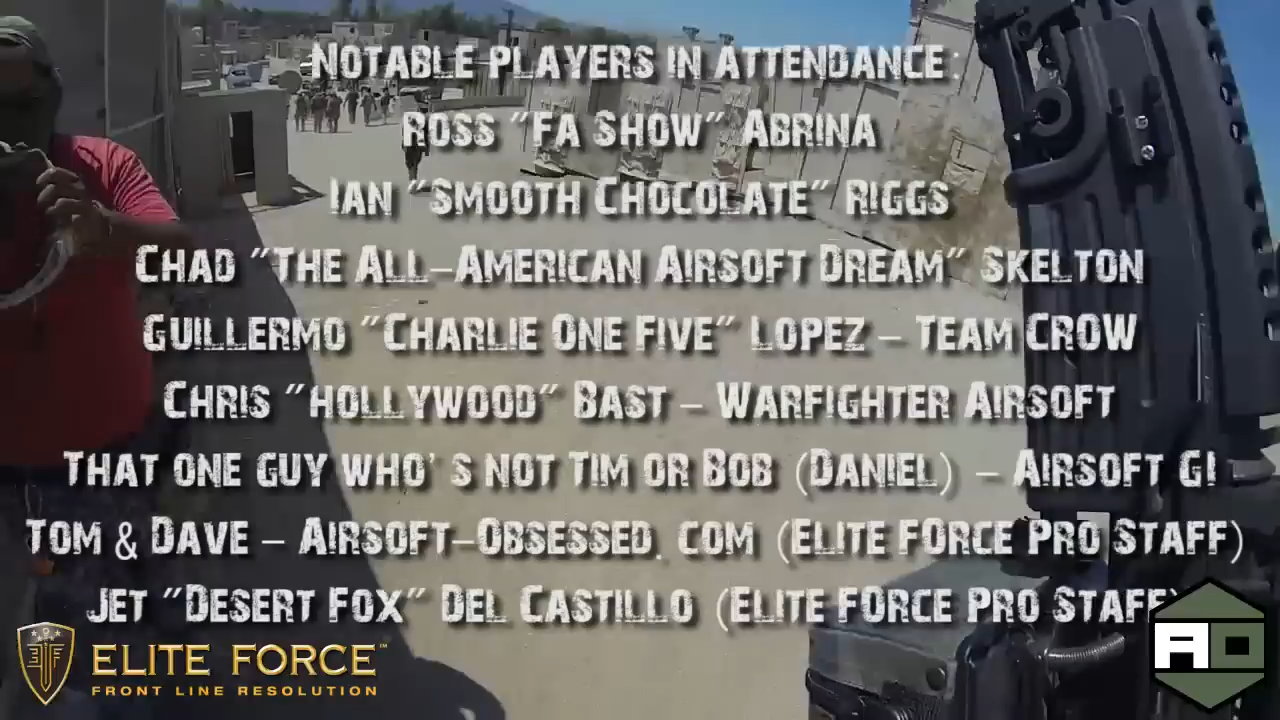 Notable players in attendance:
Ross "FA Show" Abrina
Ian "Smooth Chocolate" Riggs
Chad "The All-American Airsoft Dream" Skelton
Guillermo "Charlie One Five" Lopez - Team CROW
Chris "Hollywood" Bast - Warfighter Airsoft
That one guy who's not Tim or Bob (Daniel) - Airsoft GI
Tom & Dave - Airsoft-Obsessed.com (Elite Force Pro Staff)
Jet "Desert Fox" Del Castillo (Elite Force Pro Staff)
ELITE FORCE™
FRONT LINE RESOLUTION
AO